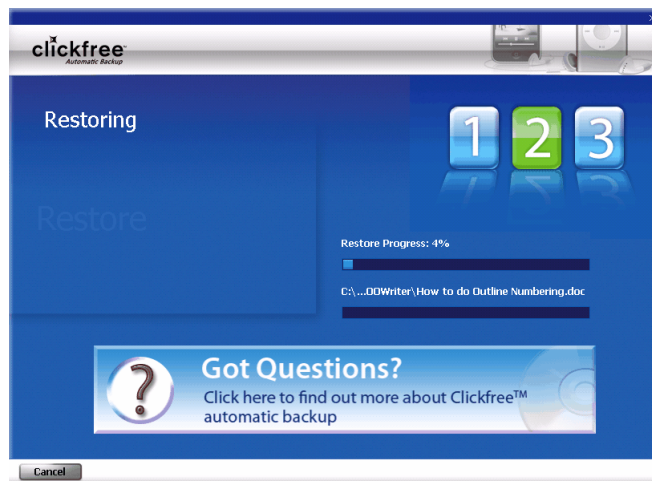 clickfree
Automatic Backup
Restoring
1 2 3
Restore
Restore Progress: 4%
C:\...OOWriter\How to do Outline Numbering.doc
?
Got Questions?
Click here to find out more about Clickfree™
automatic backup
Cancel